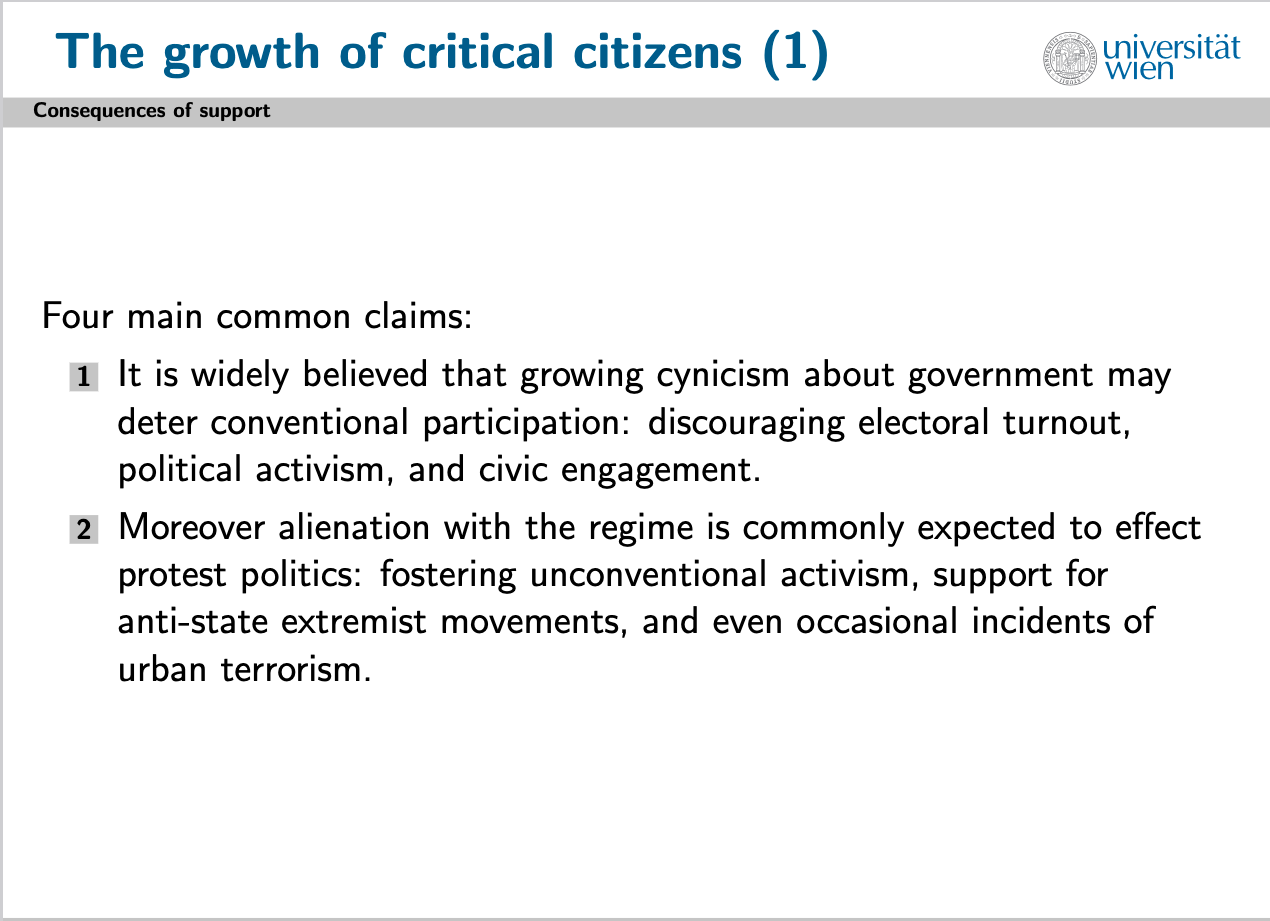 The growth of critical citizens (1)
universität
wien
Consequences of support
Four main common claims:
1 It is widely believed that growing cynicism about government may
deter conventional participation: discouraging electoral turnout,
political activism, and civic engagement.
2 Moreover alienation with the regime is commonly expected to effect
protest politics: fostering unconventional activism, support for
anti-state extremist movements, and even occasional incidents of
urban terrorism.